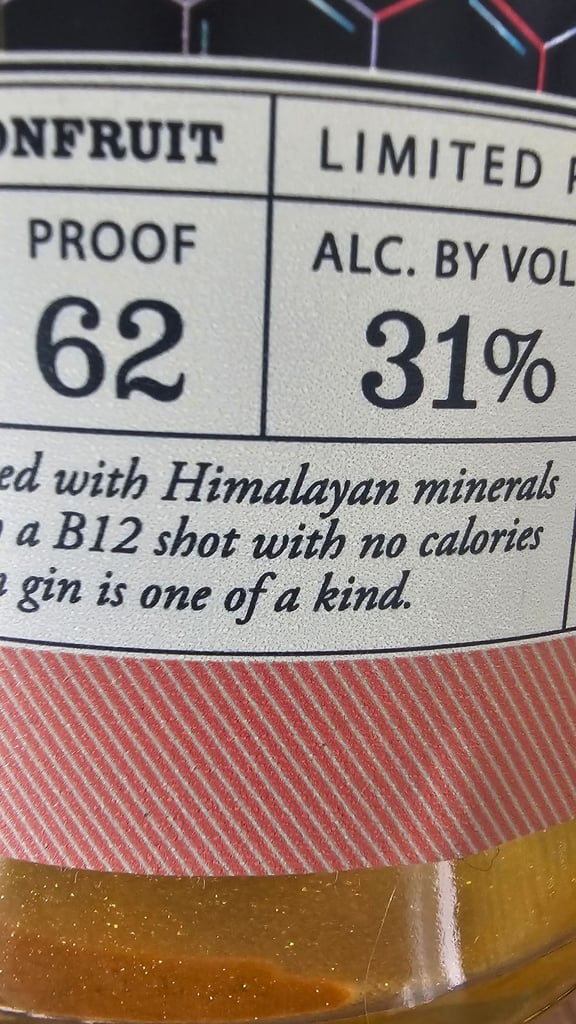 ONFRUIT
LIMITED
PROOF
62
ALC. BY VOL
31%
ed with Himalayan minerals
a B12 shot with no calories
gin is one of a kind.